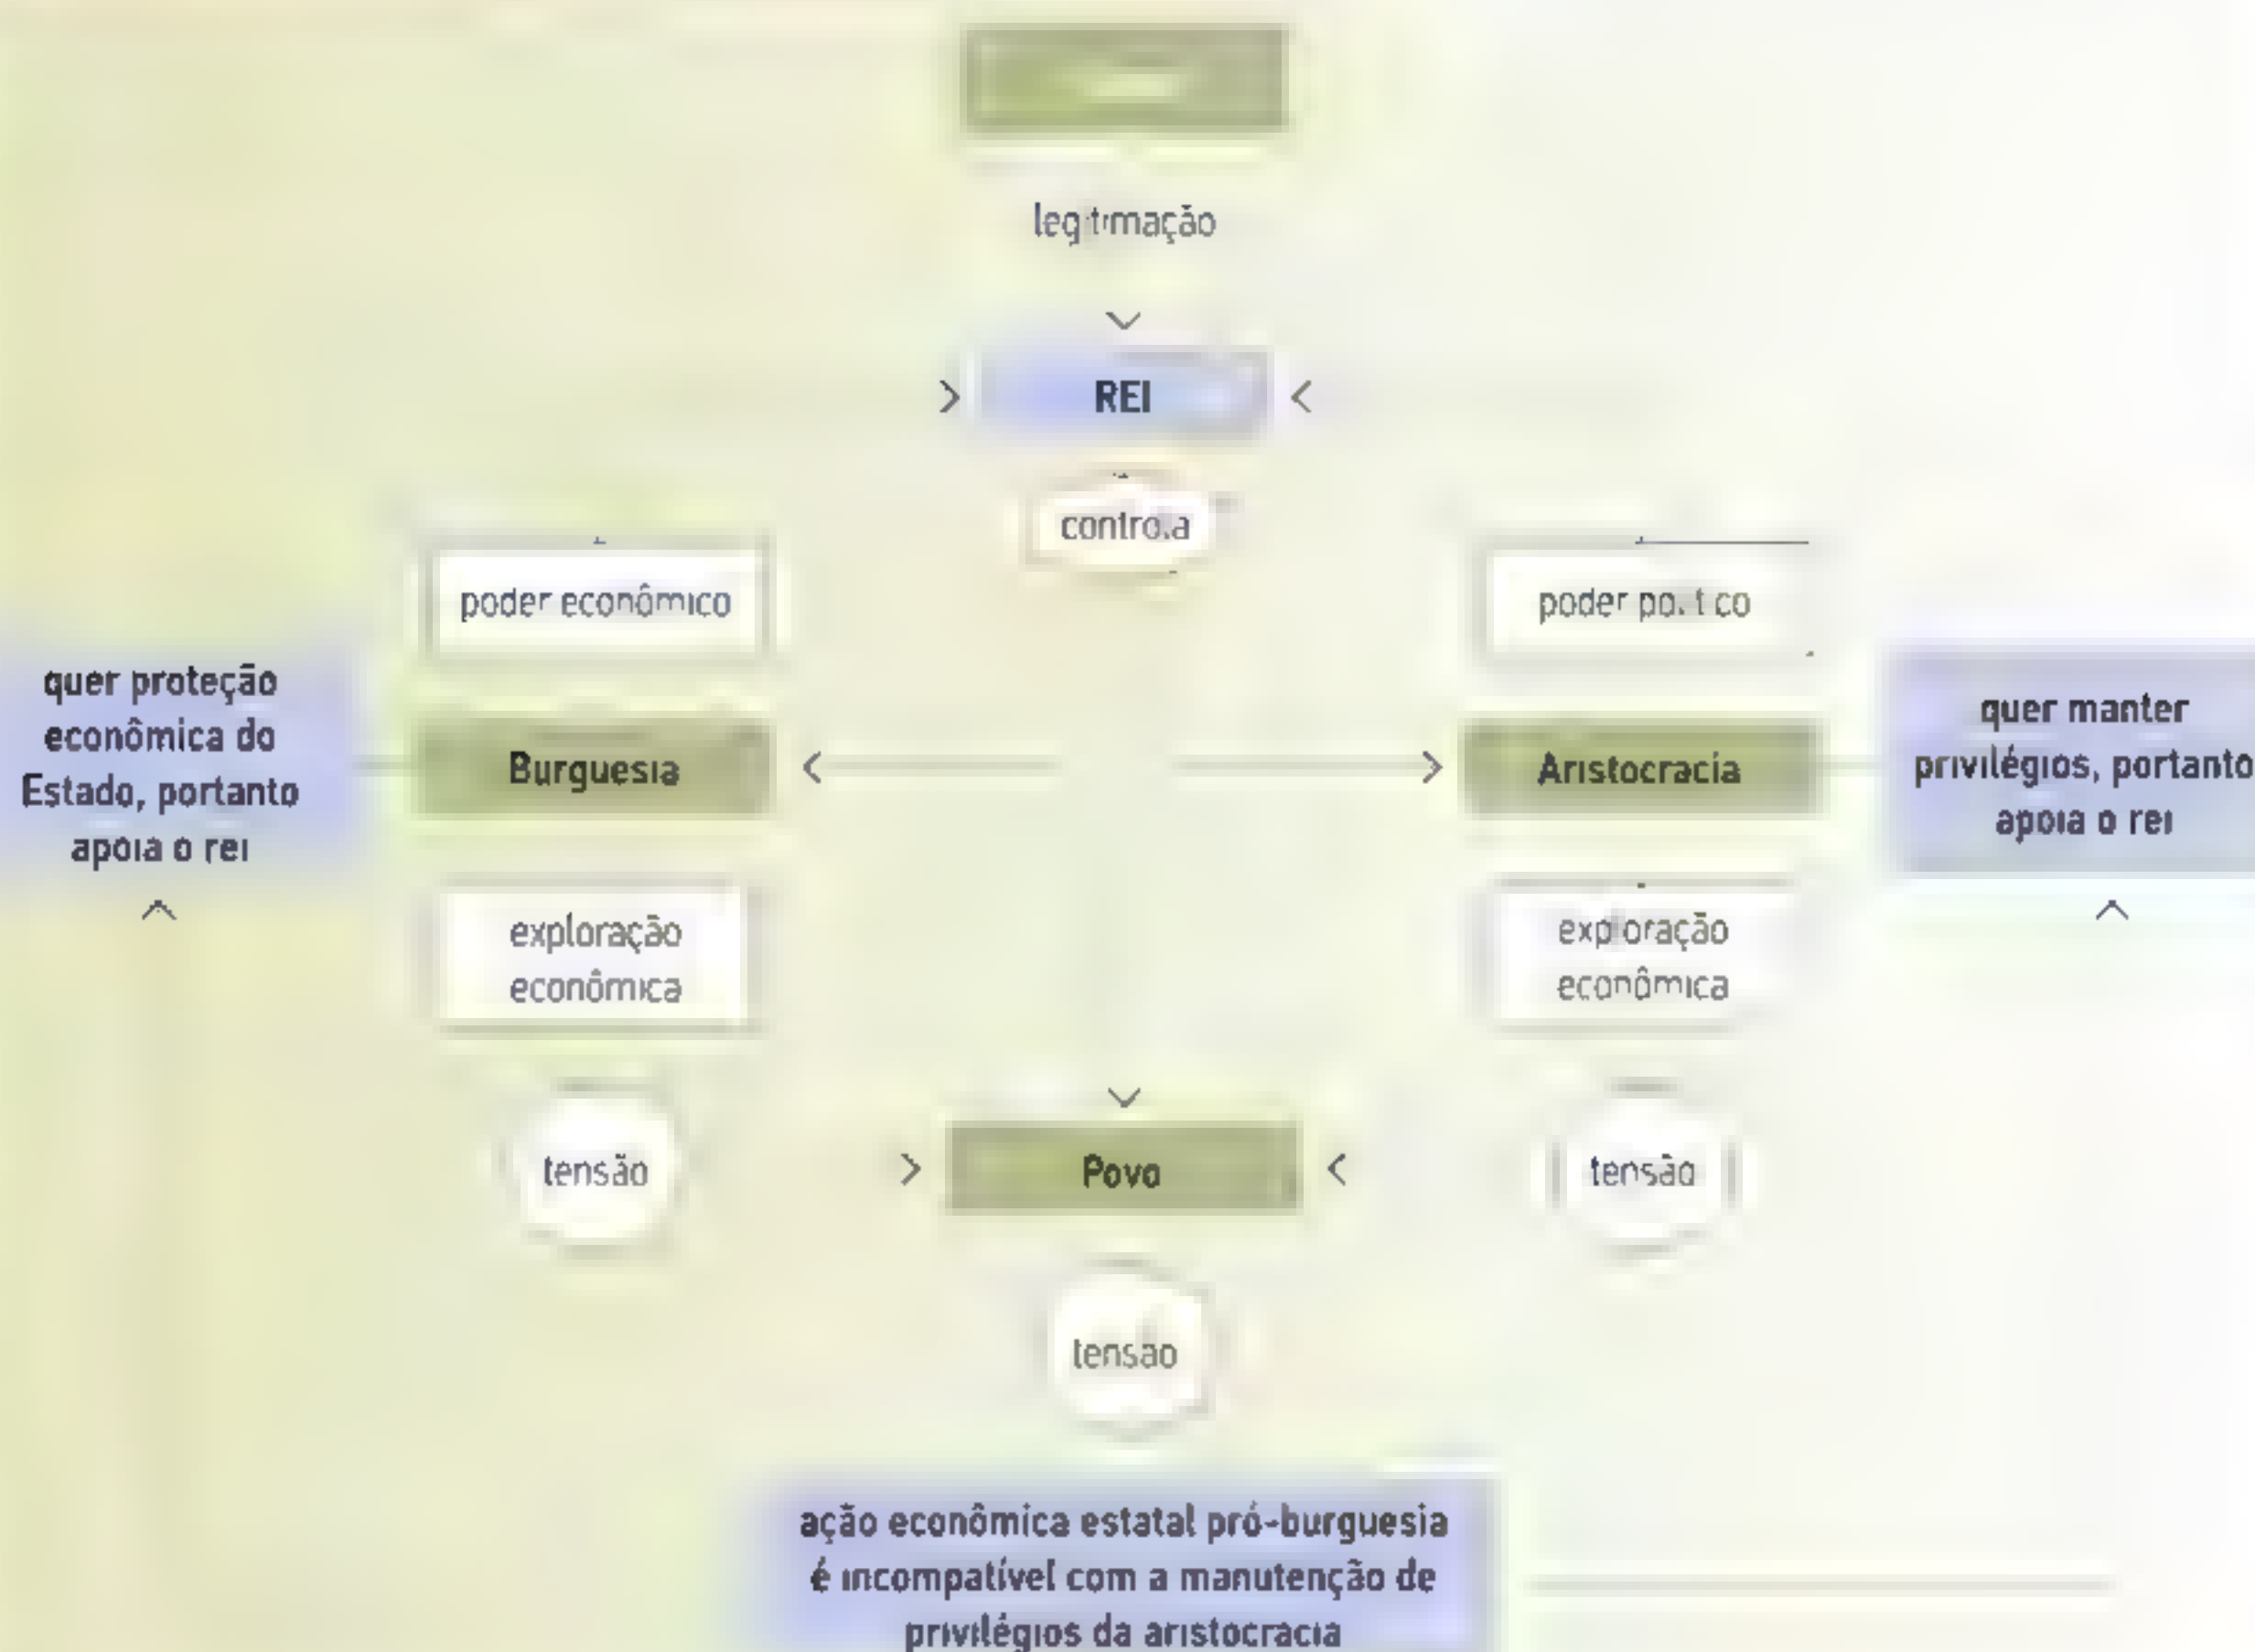 legitimação
REI
controla
poder econômico
poder político
quer proteção
econômica do
Estado, portanto
apoia o rei
Burguesia
Aristocracia
quer manter
privilégios, portanto
apoia o rei
exploração
econômica
exploração
econômica
tensão
Povo
tensão
tensão
ação econômica estatal pró-burguesia
é incompatível com a manutenção de
privilégios da aristocracia